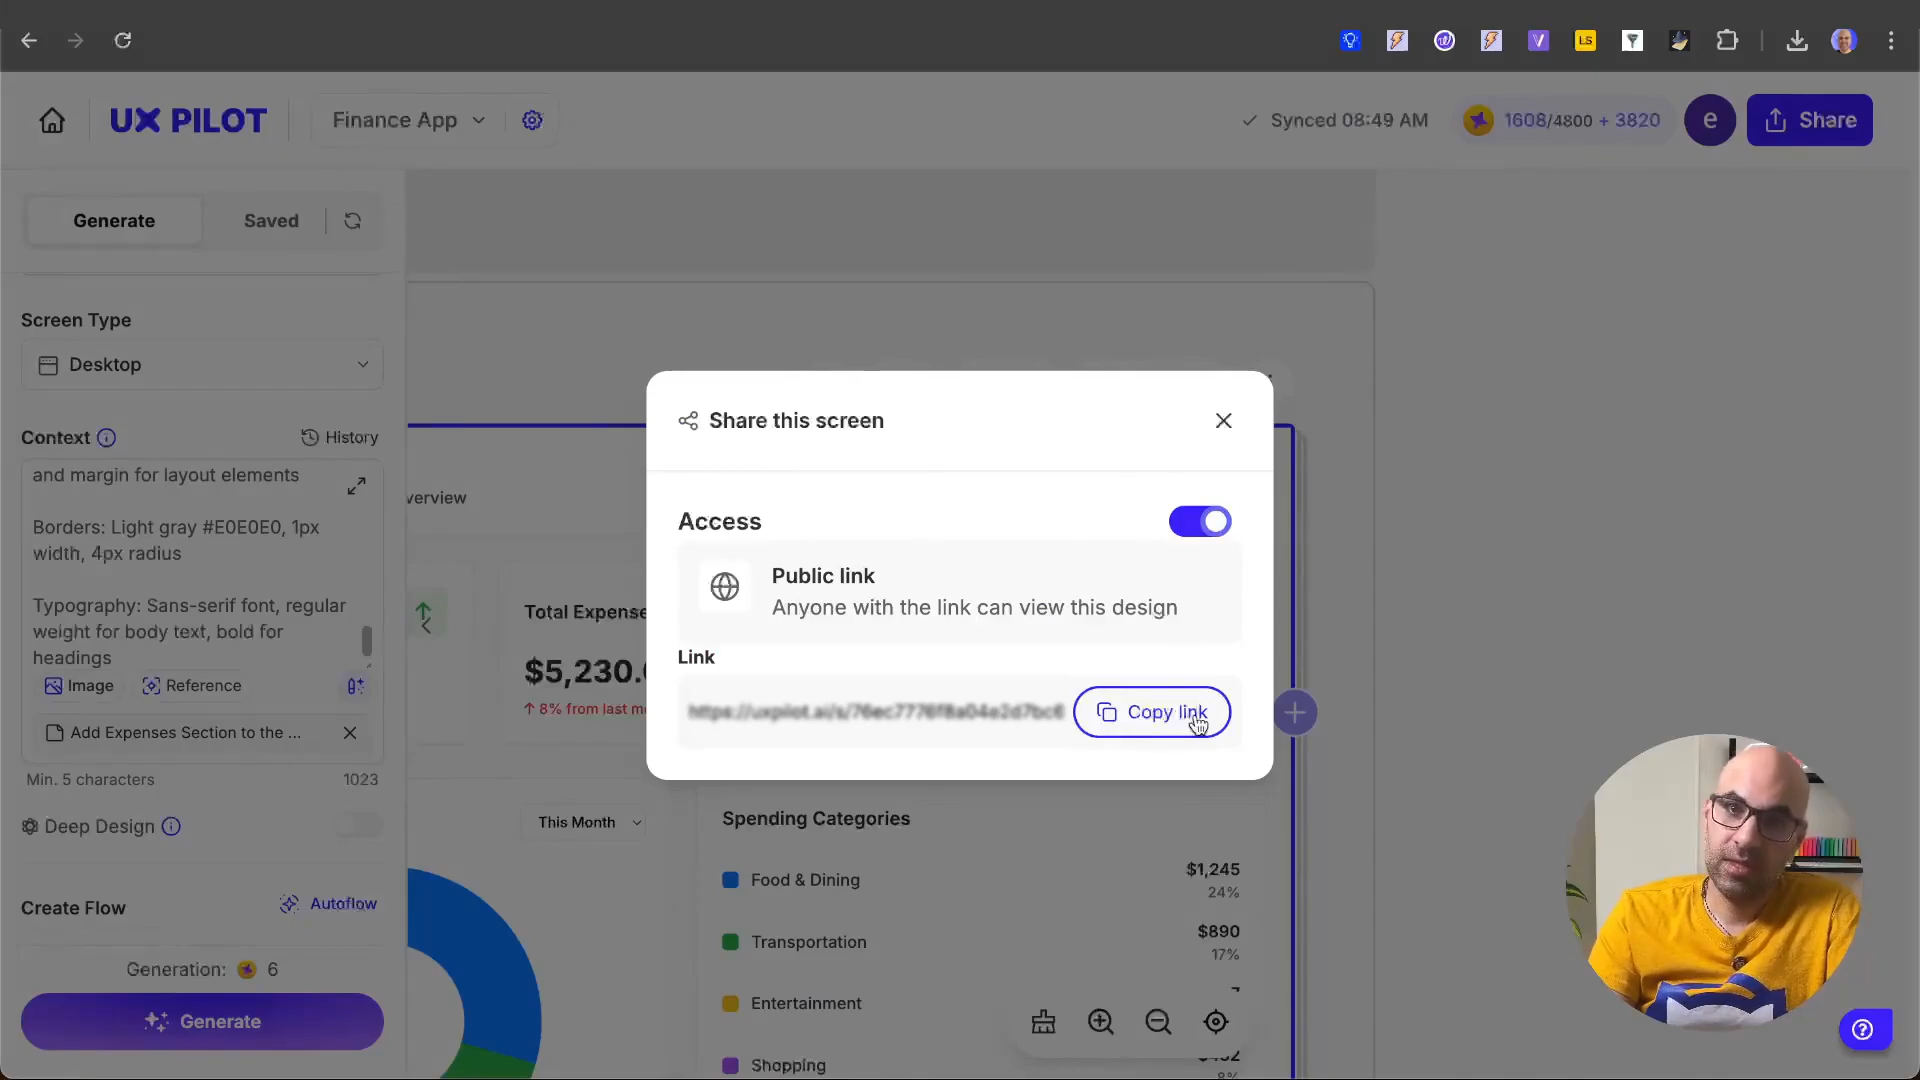 UX PILOT
Finance App
Synced 08:49 AM
1608/4800 + 3820
e
Share
Generate
Saved
Screen Type
Desktop
Context
History
and margin for layout elements
Borders: Light gray #E0E0E0, 1px
width, 4px radius
Typography: Sans-serif font, regular
weight for body text, bold for
headings
Image
Reference
Add Expenses Section to the ...
Min. 5 characters
1023
Deep Design
Create Flow
Autoflow
Generation:
6
Generate
verview
Total Expense
$5,230.
↑ 8% from last m
This Month
Share this screen
Access
Public link
Anyone with the link can view this design
Link
Copy link
Spending Categories
Food & Dining
$1,245
24%
Transportation
$890
17%
Entertainment
Shopping
LS